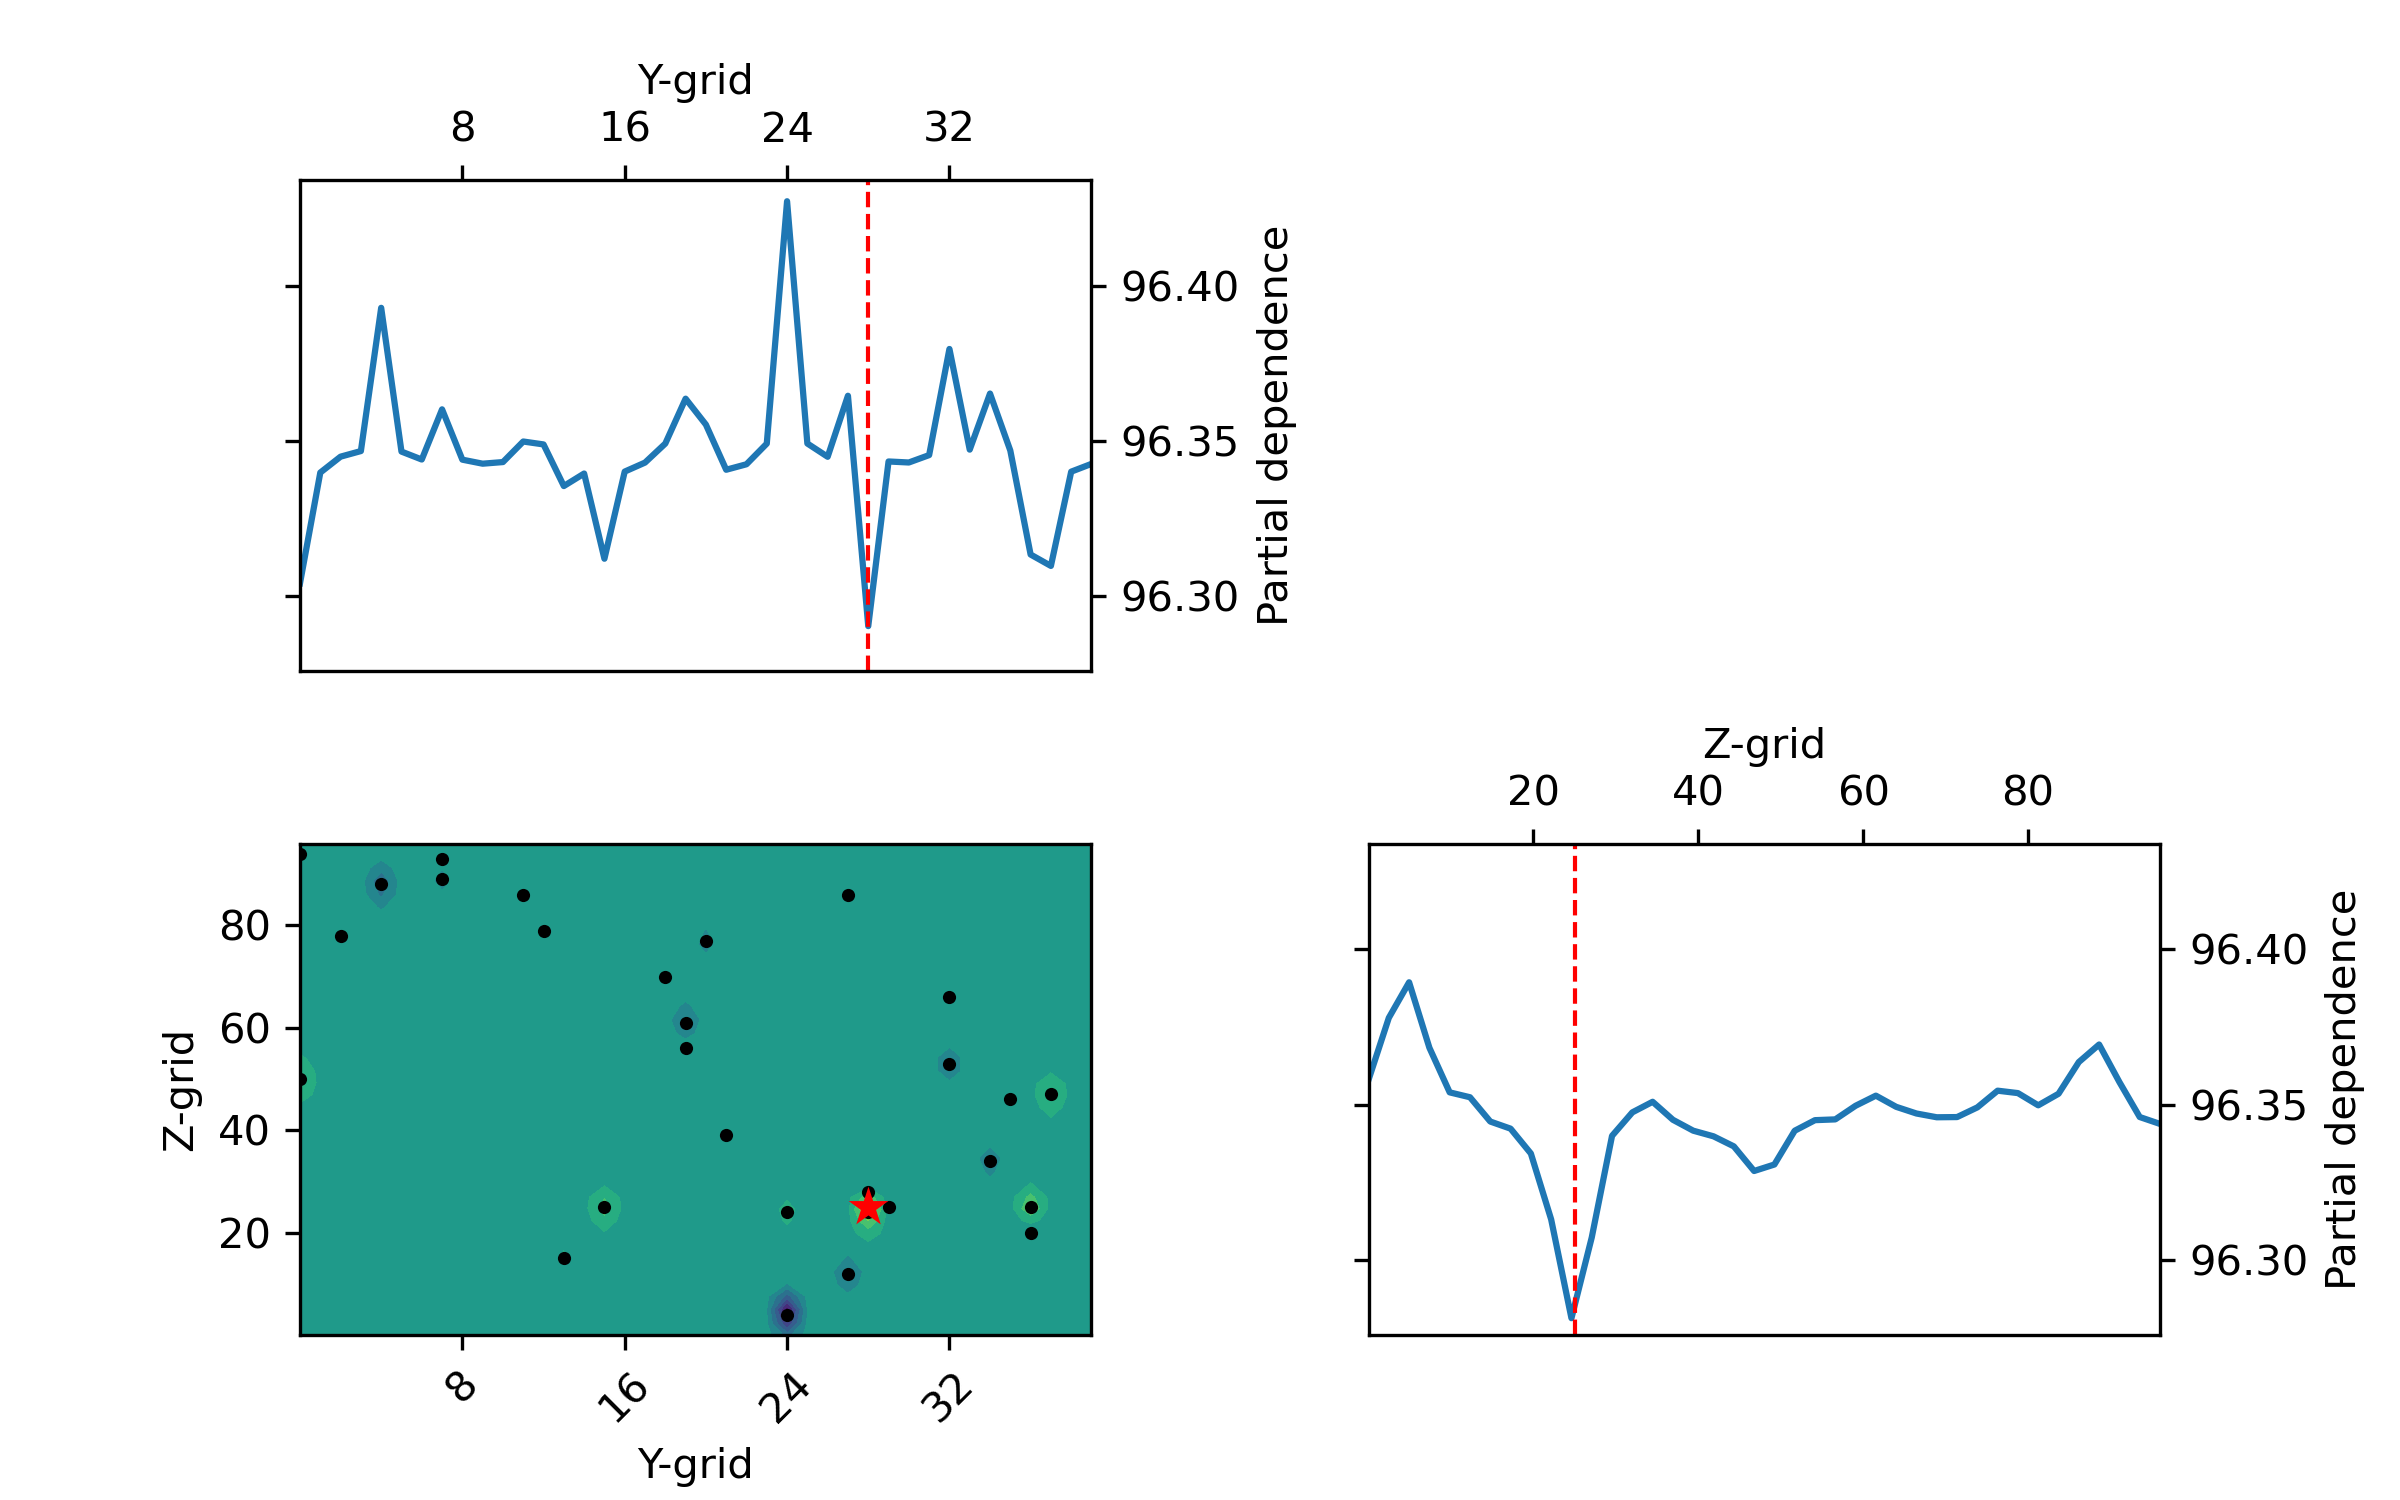 Y-grid
8 16 24 32
96.40
96.35
96.30
Partial dependence
Z-grid
20 40 60 80
80
60
40
20
Z-grid
8 16 24 32
Y-grid
96.40
96.35
96.30
Partial dependence